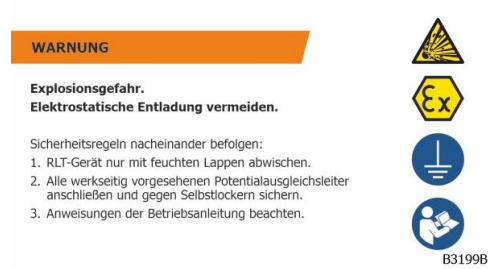 WARNUNG
Explosionsgefahr.
Elektrostatische Entladung vermeiden.
Sicherheitsregeln nacheinander befolgen:
1. RLT-Gerät nur mit feuchten Lappen abwischen.
2. Alle werkseitig vorgesehenen Potentialausgleichsleiter
anschließen und gegen Selbstlockern sichern.
3. Anweisungen der Betriebsanleitung beachten.
Ex
B3199B